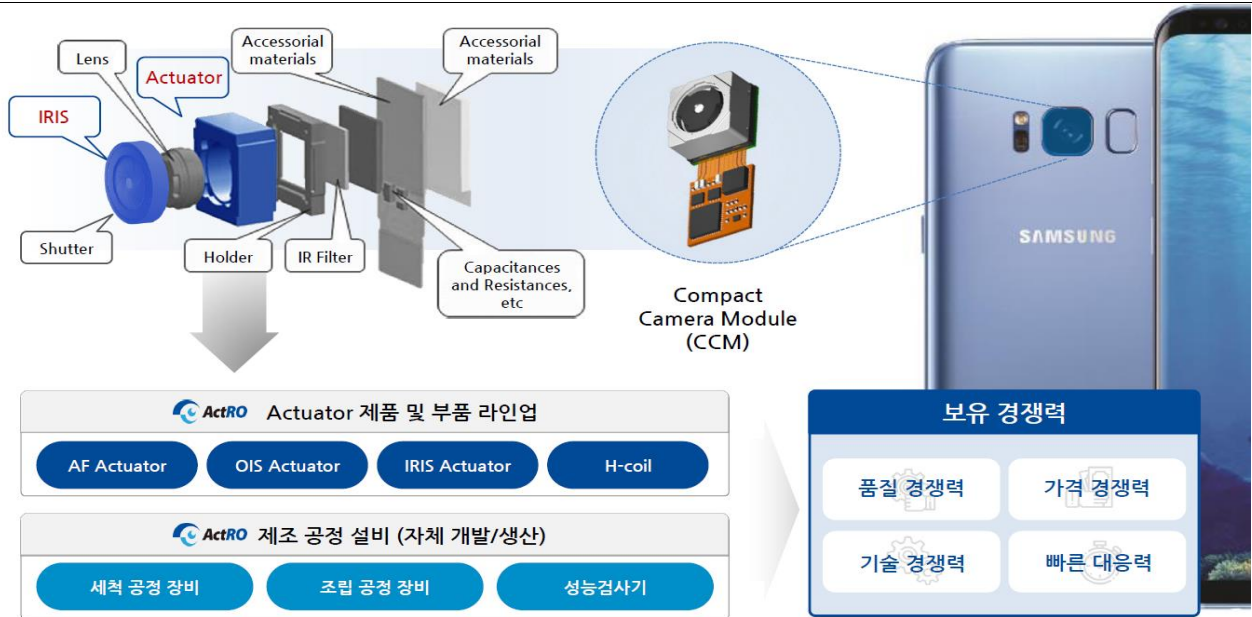 Accessorial
materials
Accessorial
materials
Lens
Actuator
IRIS
Shutter
Holder
IR Filter
Capacitances
and Resistances,
etc
Compact
Camera Module
(CCM)
SAMSUNG
ActRO Actuator 제품 및 부품 라인업
AF Actuator
OIS Actuator
IRIS Actuator
H-coil
ActRO 제조 공정 설비 (자체 개발/생산)
세척 공정 장비
조립 공정 장비
성능검사기
보유 경쟁력
품질 경쟁력
가격 경쟁력
기술 경쟁력
빠른 대응력